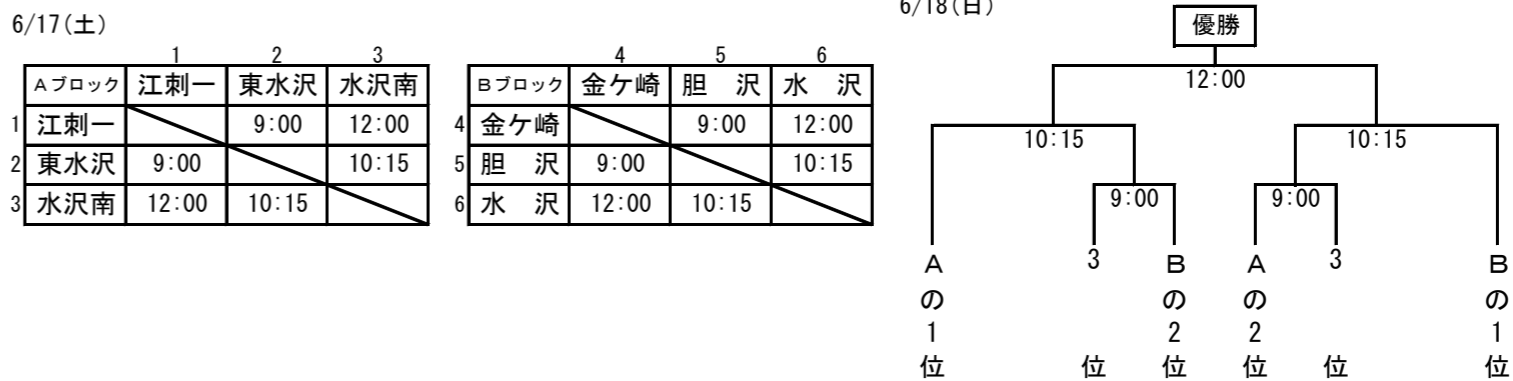 6/17(土)
1 2 3
Aブロック 江刺一 東水沢 水沢南
1 江刺一 9:00 12:00
2 東水沢 9:00 10:15
3 水沢南 12:00 10:15
4 5 6
Bブロック 金ケ崎 胆 沢 水 沢
4 金ケ崎 9:00 12:00
5 胆 沢 9:00 10:15
6 水 沢 12:00 10:15
6/18(日)
優勝
12:00
10:15 10:15
9:00 9:00
Aの1位
3位
Bの2位
Aの2位
3位
Bの1位